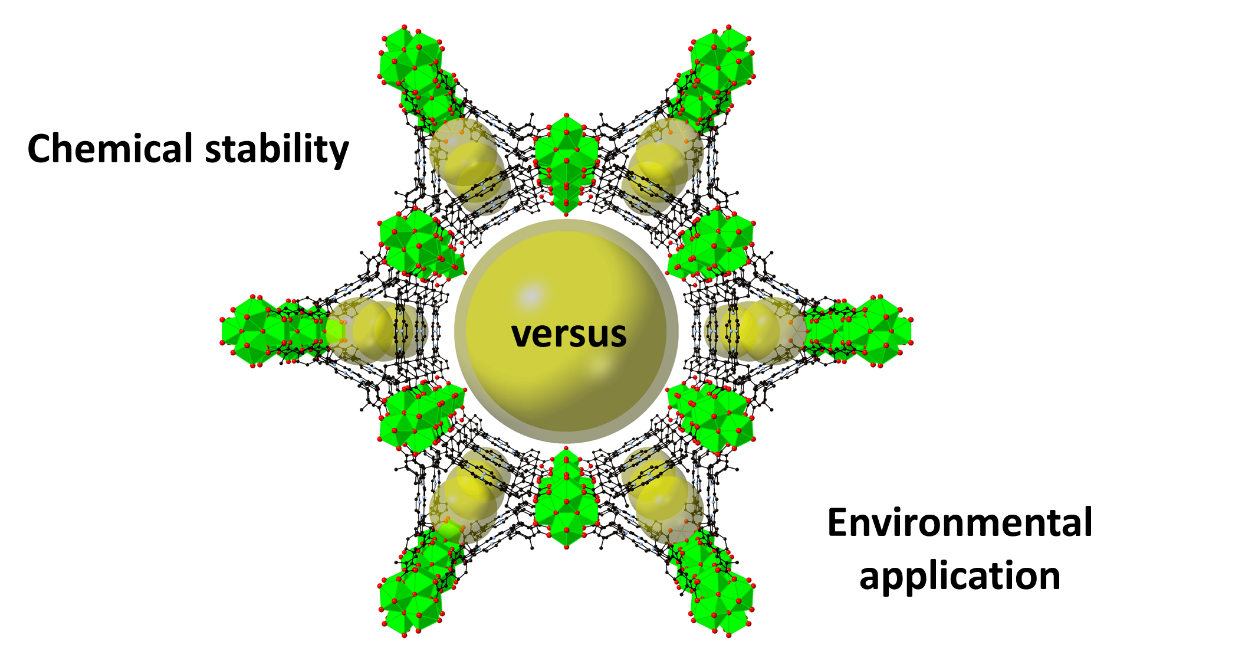 Chemical stability
versus
Environmental
application